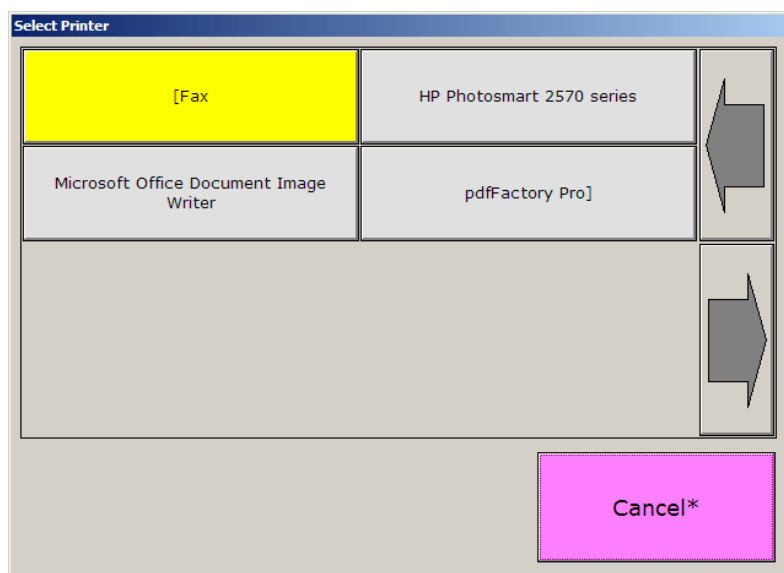 Select Printer
[Fax
HP Photosmart 2570 series
Microsoft Office Document Image
Writer
pdfFactory Pro]
Cancel*